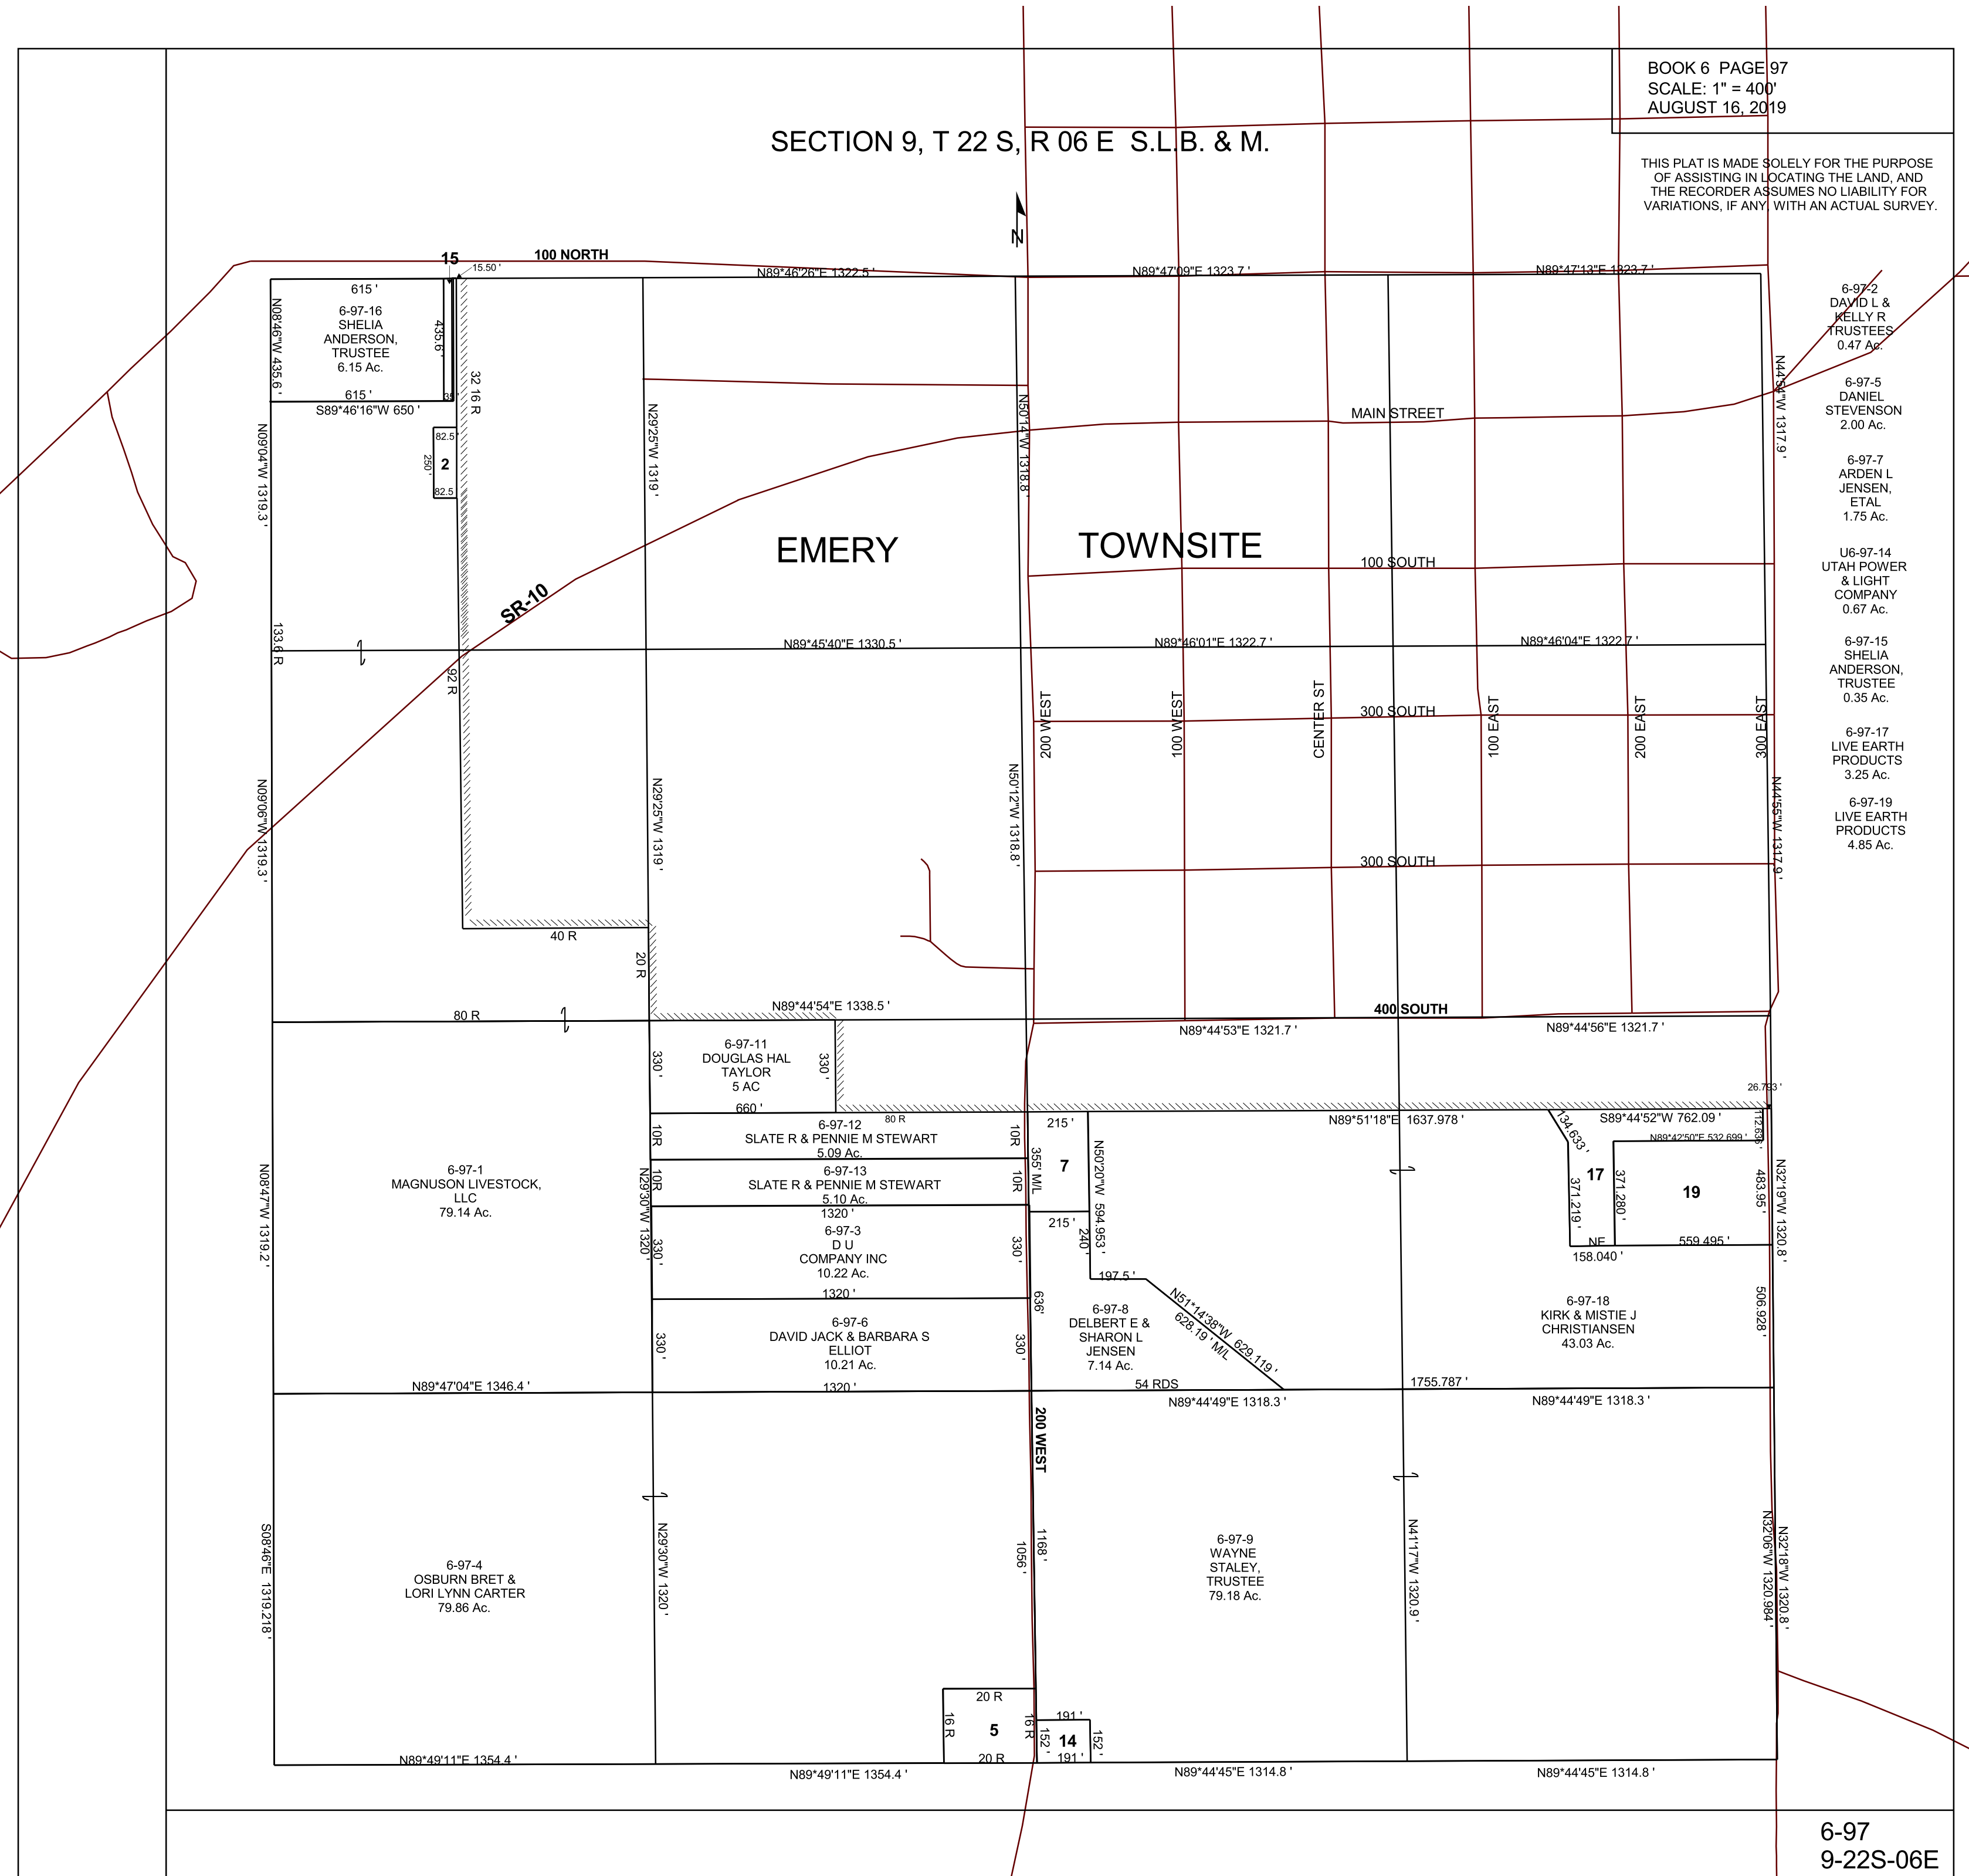 BOOK 6 PAGE 97
SCALE: 1" = 400'
AUGUST 16, 2019
SECTION 9, T 22 S, R 06 E S.L.B. & M.
THIS PLAT IS MADE SOLELY FOR THE PURPOSE
OF ASSISTING IN LOCATING THE LAND, AND
THE RECORDER ASSUMES NO LIABILITY FOR
VARIATIONS, IF ANY, WITH AN ACTUAL SURVEY.
N
15
15.50 '
100 NORTH
N89*46'26"E 1322.5 '
N89*47'09"E 1323.7 '
N89*47'13"E 1323.7 '
615 '
6-97-16
SHELIA
ANDERSON,
TRUSTEE
6.15 Ac.
N08'46"W 435.6 '
435.6 '
615 '
35'
S89*46'16"W 650 '
32 16 R
82.5'
250 '
2
82.5
N09'04"W 1319.3 '
N29'25"W 1319 '
N50'14"W 1318.8 '
N44'54"W 1317.9 '
MAIN STREET
EMERY
TOWNSITE
100 SOUTH
SR-10
133.6 R
92 R
N89*45'40"E 1330.5 '
N89*46'01"E 1322.7 '
N89*46'04"E 1322.7 '
200 WEST
100 WEST
CENTER ST
100 EAST
200 EAST
300 EAST
300 SOUTH
N09'06"W 1319.3 '
N29'25"W 1319 '
N50'12"W 1318.8 '
N44'55"W 1317.9 '
300 SOUTH
40 R
20 R
80 R
N89*44'54"E 1338.5 '
400 SOUTH
N89*44'53"E 1321.7 '
N89*44'56"E 1321.7 '
6-97-2
DAVID L &
KELLY R
TRUSTEES
0.47 Ac.
6-97-5
DANIEL
STEVENSON
2.00 Ac.
6-97-7
ARDEN L
JENSEN,
ETAL
1.75 Ac.
U6-97-14
UTAH POWER
& LIGHT
COMPANY
0.67 Ac.
6-97-15
SHELIA
ANDERSON,
TRUSTEE
0.35 Ac.
6-97-17
LIVE EARTH
PRODUCTS
3.25 Ac.
6-97-19
LIVE EARTH
PRODUCTS
4.85 Ac.
330 '
6-97-11
DOUGLAS HAL
TAYLOR
5 AC
330 '
660 '
80 R
26.793 '
10R
6-97-12
SLATE R & PENNIE M STEWART
5.09 Ac.
10R
10R
6-97-13
SLATE R & PENNIE M STEWART
5.10 Ac.
10R
1320 '
6-97-1
MAGNUSON LIVESTOCK,
LLC
79.14 Ac.
N08'47"W 1319.2 '
N29'30"W 1320 '
330 '
6-97-3
D U
COMPANY INC
10.22 Ac.
330 '
1320 '
330 '
6-97-6
DAVID JACK & BARBARA S
ELLIOT
10.21 Ac.
330 '
1320 '
N89*47'04"E 1346.4 '
215 '
355' M/L
7
N50'20"W 594.953 '
215 '
240 '
197.5 '
636'
6-97-8
DELBERT E &
SHARON L
JENSEN
7.14 Ac.
N51*14'38"W 629.119 '
628.19 ' M/L
54 RDS
N89*51'18"E 1637.978 '
134.633 '
S89*44'52"W 762.09 '
112.636 '
N89*42'50"E 532.699 '
17
371.219 '
371.280 '
19
483.95 '
N32'19"W 1320.8 '
NE
158.040 '
559.495 '
6-97-18
KIRK & MISTIE J
CHRISTIANSEN
43.03 Ac.
506.928 '
1755.787 '
N89*44'49"E 1318.3 '
N89*44'49"E 1318.3 '
200 WEST
S08'46"E 1319.218 '
6-97-4
OSBURN BRET &
LORI LYNN CARTER
79.86 Ac.
N29'30"W 1320 '
1056 '
1168 '
6-97-9
WAYNE
STALEY,
TRUSTEE
79.18 Ac.
N41'17"W 1320.9 '
N32'06"W 1320.984 '
N32'18"W 1320.8 '
20 R
16 R
5
16 R
20 R
191 '
152 '
14
152 '
191 '
N89*49'11"E 1354.4 '
N89*49'11"E 1354.4 '
N89*44'45"E 1314.8 '
N89*44'45"E 1314.8 '
6-97
9-22S-06E